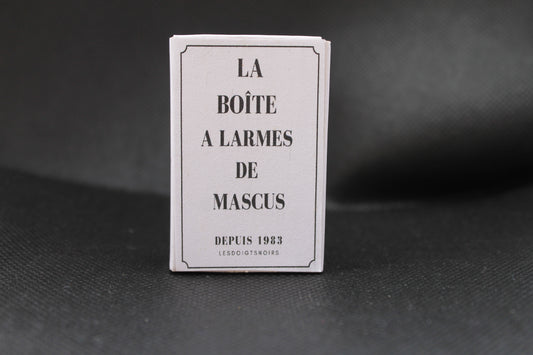 LA
BOÎTE
A LARMES
DE
MASCUS
DEPUIS 1983
LESDOIGTSNOIRS